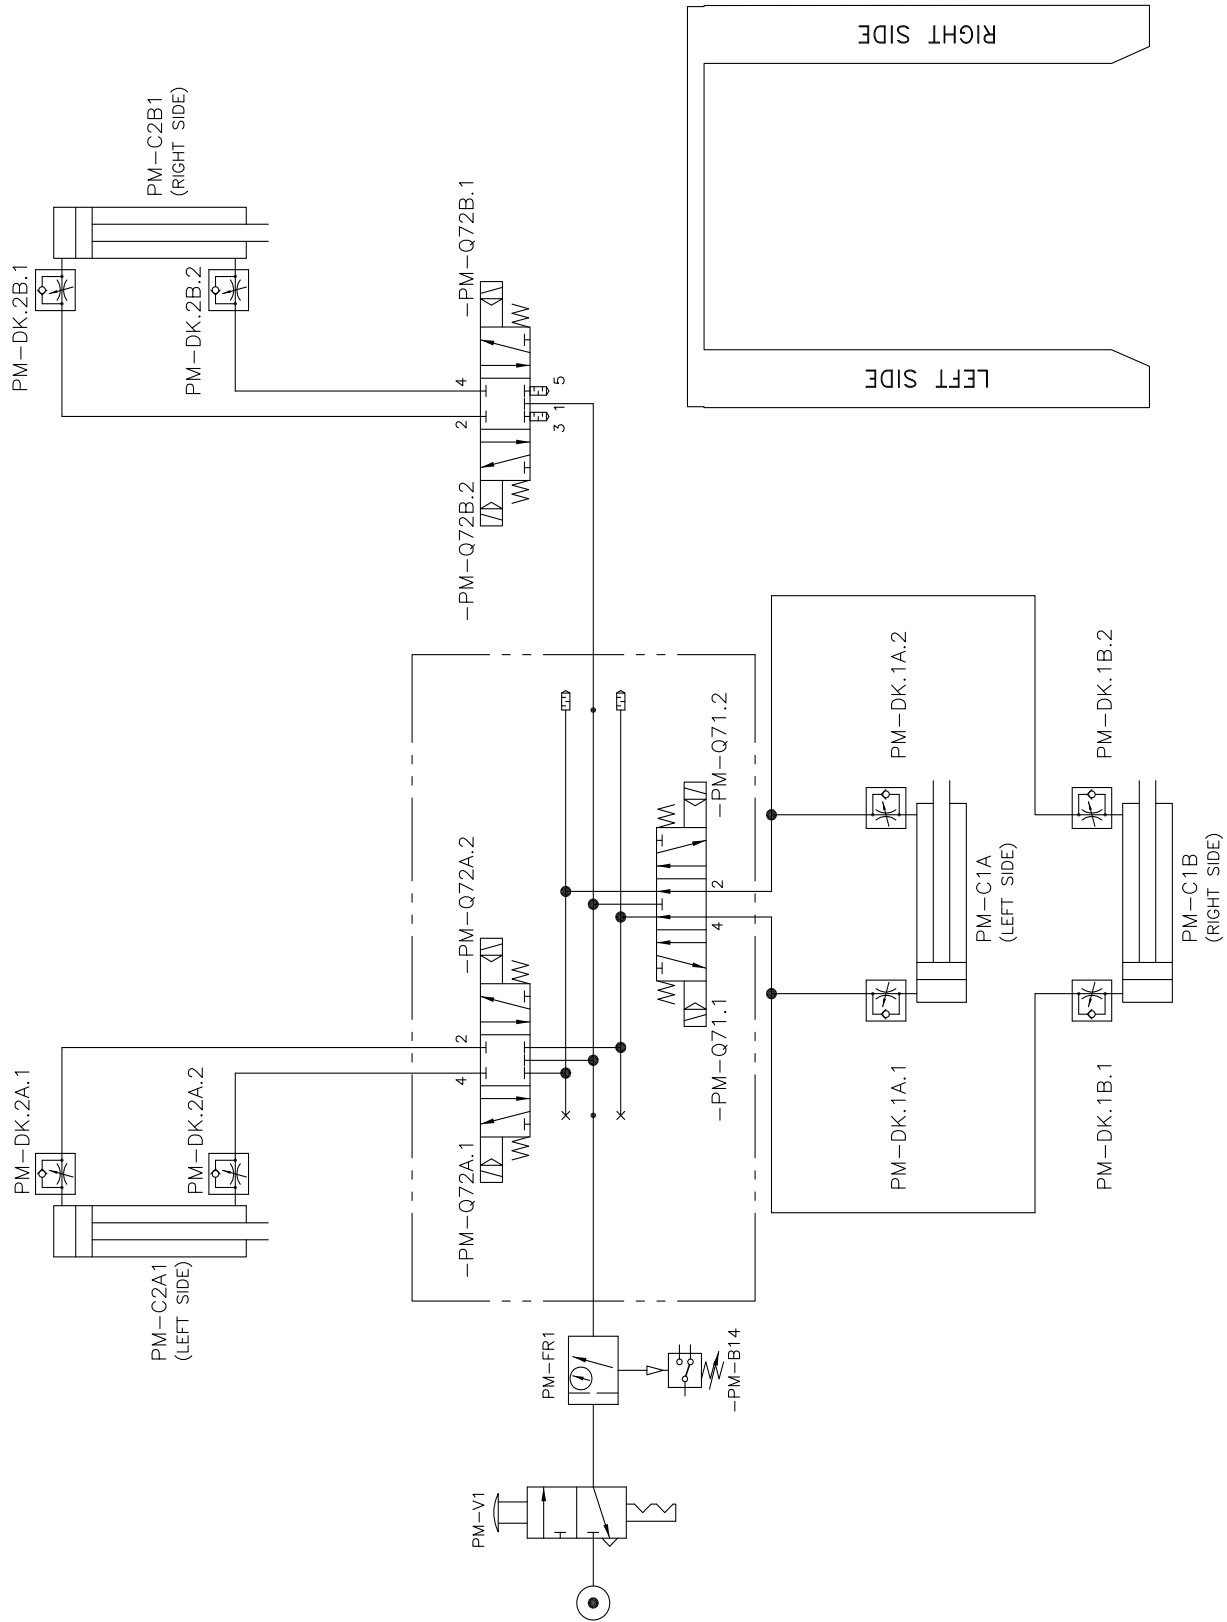 RIGHT SIDE
LEFT SIDE
PM-C2B1
(RIGHT SIDE)
PM-DK.2B.1
PM-DK.2B.2
-PM-Q72B.1
-PM-Q72B.2
4
2
5
1
3
PM-DK.2A.1
PM-DK.2A.2
PM-C2A1
(LEFT SIDE)
-PM-Q72A.2
-PM-Q72A.1
2
4
-PM-Q71.2
-PM-Q71.1
2
4
PM-DK.1A.2
PM-DK.1A.1
PM-C1A
(LEFT SIDE)
PM-DK.1B.2
PM-DK.1B.1
PM-C1B
(RIGHT SIDE)
PM-FR1
-PM-B14
PM-V1